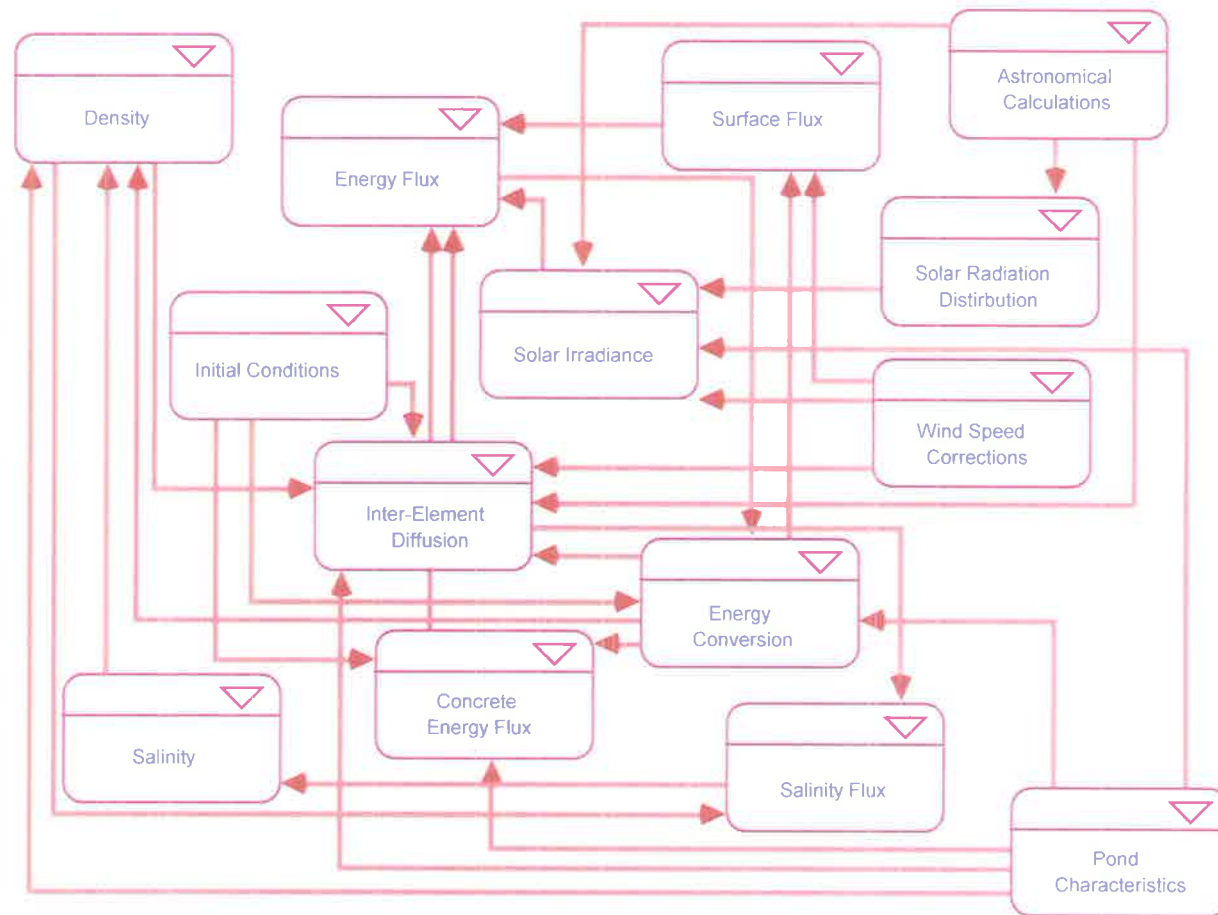 Density
Energy Flux
Surface Flux
Astronomical
Calculations
Solar Radiation
Distirbution
Initial Conditions
Solar Irradiance
Wind Speed
Corrections
Inter-Element
Diffusion
Energy
Conversion
Concrete
Energy Flux
Salinity
Salinity Flux
Pond
Characteristics